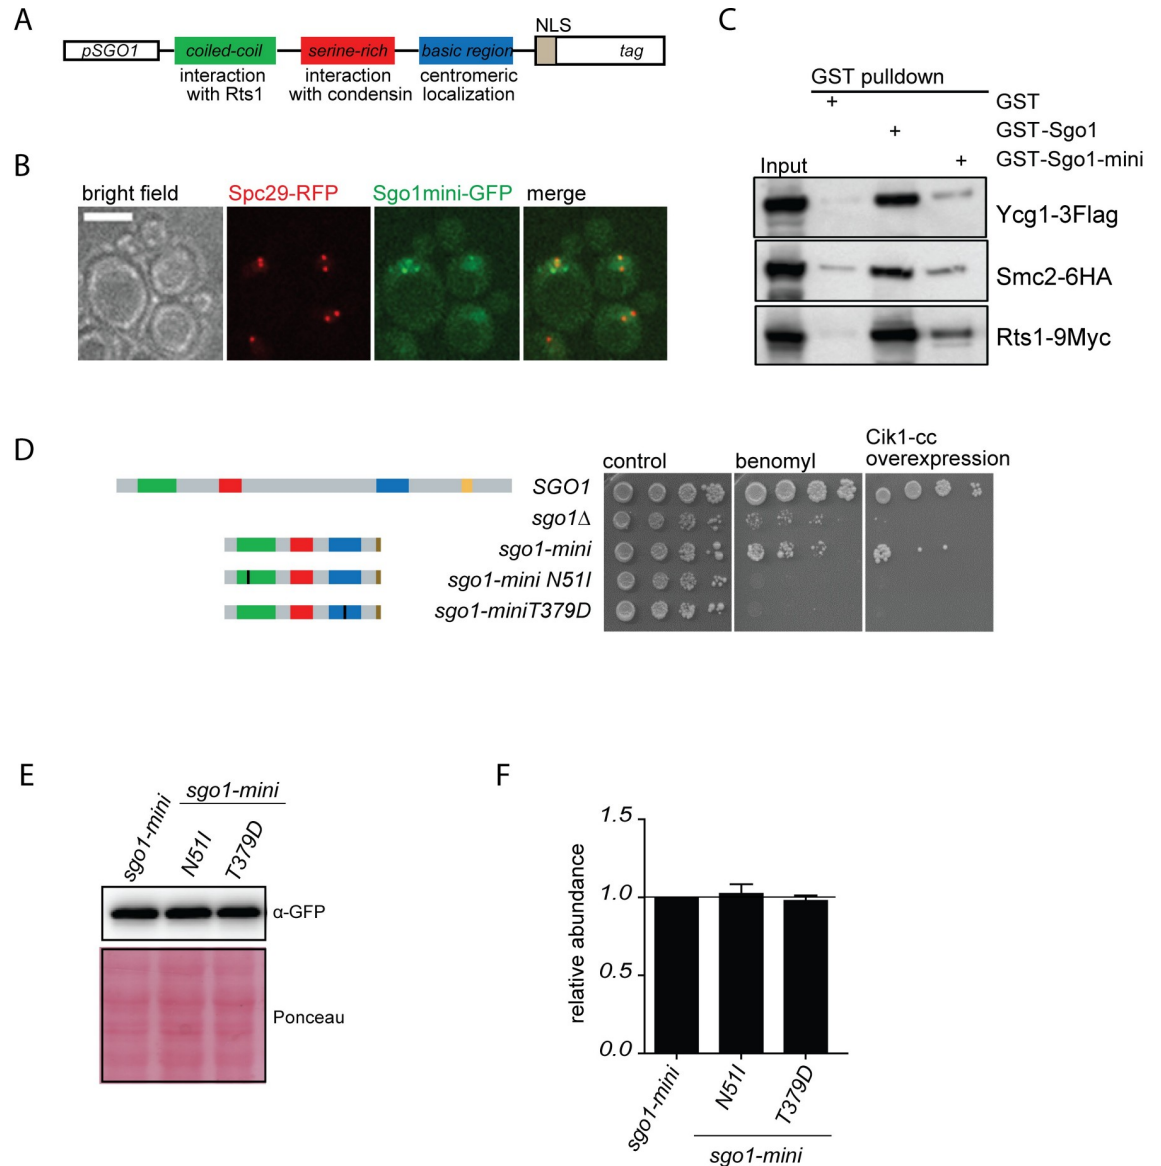 A
NLS
pSGO1
coiled-coil
serine-rich
basic region
tag
interaction
with Rts1
interaction
with condensin
centromeric
localization
B
bright field
Spc29-RFP
Sgo1mini-GFP
merge
C
GST pulldown
+
GST
+
GST-Sgo1
Input
+
GST-Sgo1-mini
Ycg1-3Flag
Smc2-6HA
Rts1-9Myc
D
control
benomyl
Cik1-cc
overexpression
SGO1
sgo1Δ
sgo1-mini
sgo1-mini N51I
sgo1-miniT379D
E
sgo1-mini
sgo1-mini
N51I
T379D
α-GFP
Ponceau
F
relative abundance
1.5
1.0
0.5
0.0
sgo1-mini
N51I
T379D
sgo1-mini